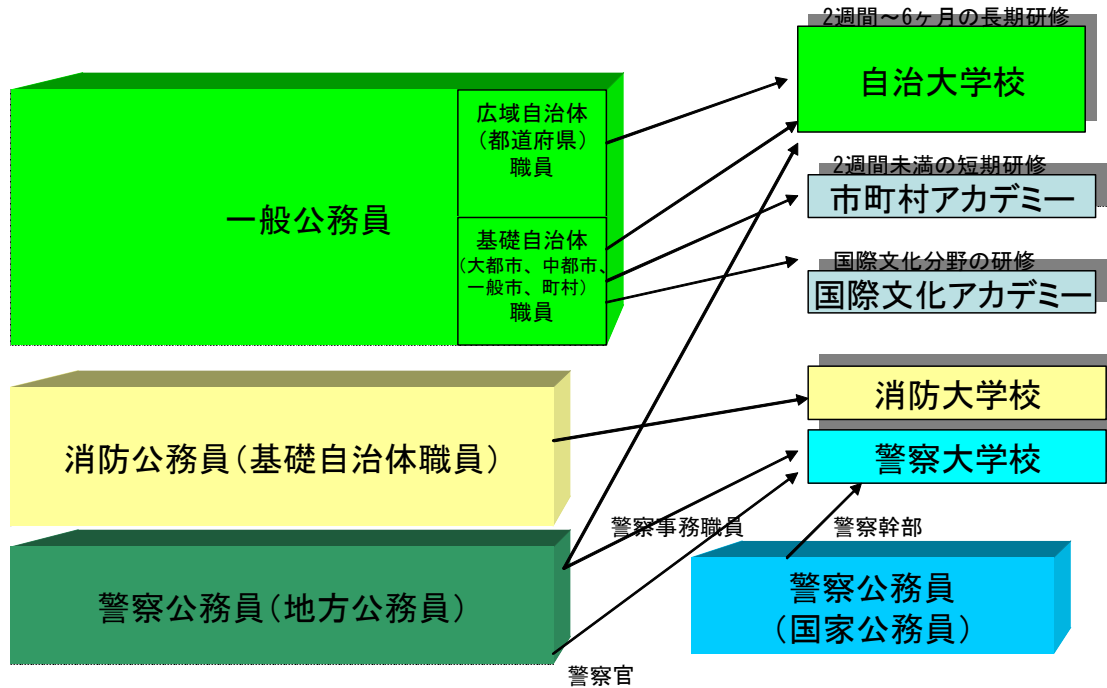 2週間～6ヶ月の長期研修
自治大学校
広域自治体
（都道府県）
職員
一般公務員
2週間未満の短期研修
市町村アカデミー
基礎自治体
（大都市、中都市、
一般市、町村）
職員
国際文化分野の研修
国際文化アカデミー
消防大学校
消防公務員（基礎自治体職員）
警察大学校
警察事務職員
警察幹部
警察公務員（地方公務員）
警察公務員
（国家公務員）
警察官